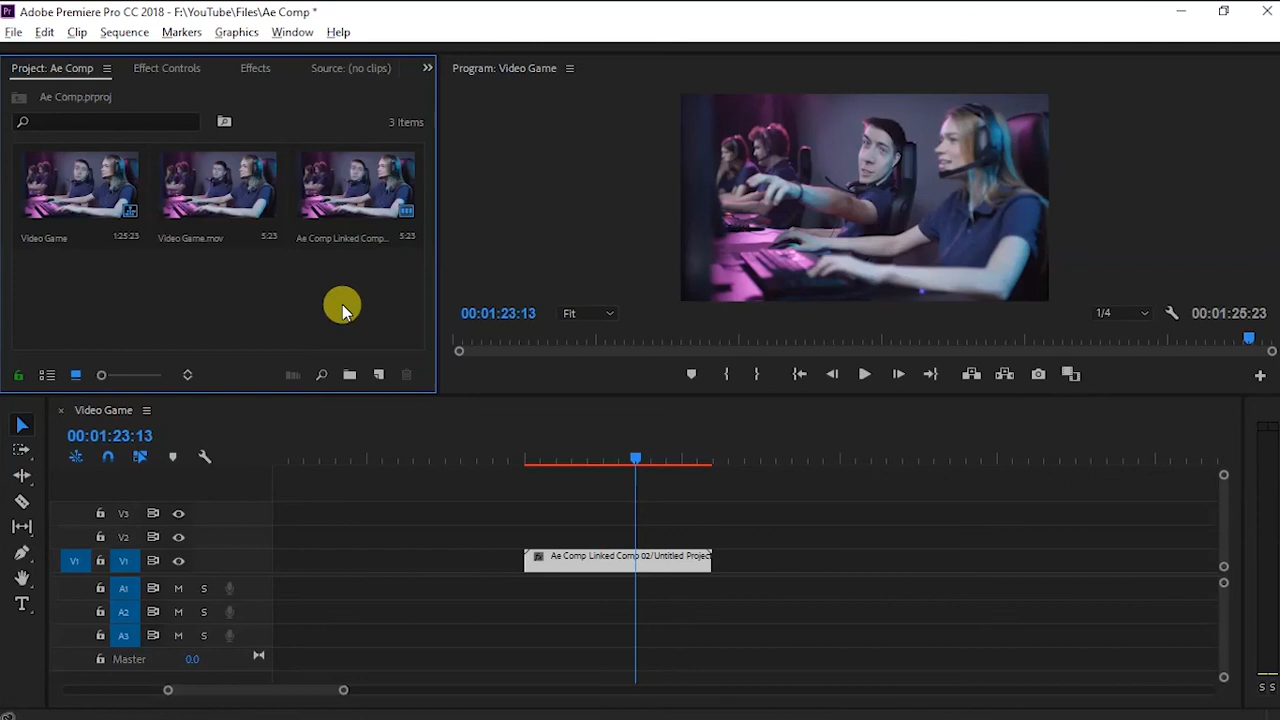 Pr Adobe Premiere Pro CC 2018 - F:\YouTube\Files\Ae Comp *
File Edit Clip Sequence Markers Graphics Window Help
Project: Ae Comp Effect Controls Effects Source: (no clips) Program: Video Game
Ae Comp.prproj
3 Items
Video Game 1:25:23 Video Game.mov 5:23 Ae Comp Linked Comp... 5:23
00:01:23:13 Fit 1/4 00:01:25:23
Video Game
00:01:23:13
V3
V2
V1 V1 fx Ae Comp Linked Comp 02/Untitled Project
A1 M S
A2 M S
A3 M S
Master 0.0
S S